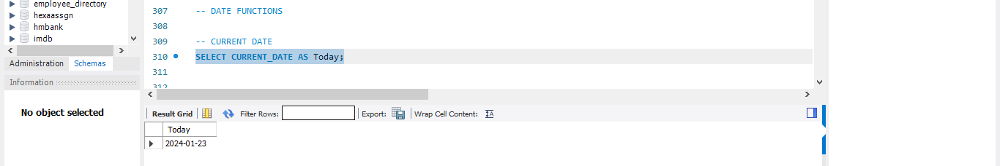 employee_directory
hexaassgn
hmbank
imdb
Administration Schemas
Information
No object selected
307 -- DATE FUNCTIONS
308
309 -- CURRENT DATE
310 SELECT CURRENT_DATE AS Today;
311
312
Result Grid Filter Rows: Export: Wrap Cell Content:
Today
2024-01-23